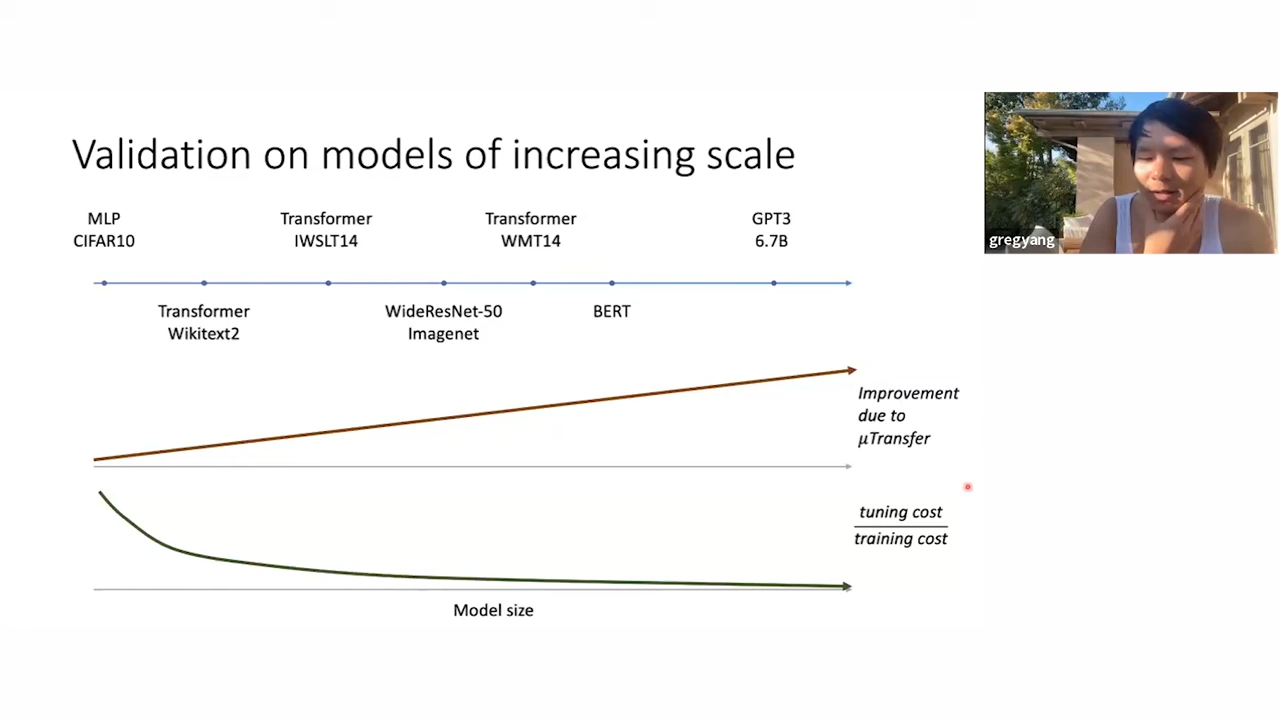 Validation on models of increasing scale
MLP
CIFAR10
Transformer
IWSLT14
Transformer
WMT14
GPT3
6.7B
Transformer
Wikitext2
WideResNet-50
Imagenet
BERT
Improvement
due to
μTransfer
tuning cost
training cost
Model size
gregyang